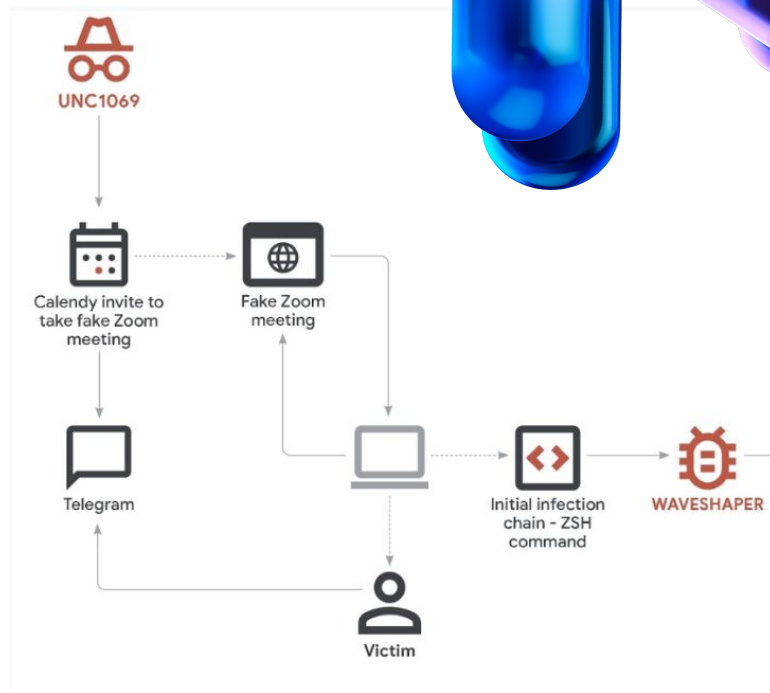 UNC1069
Calendy invite to
take fake Zoom
meeting
Fake Zoom
meeting
Telegram
Initial infection
chain - ZSH
command
WAVESHAPER
Victim